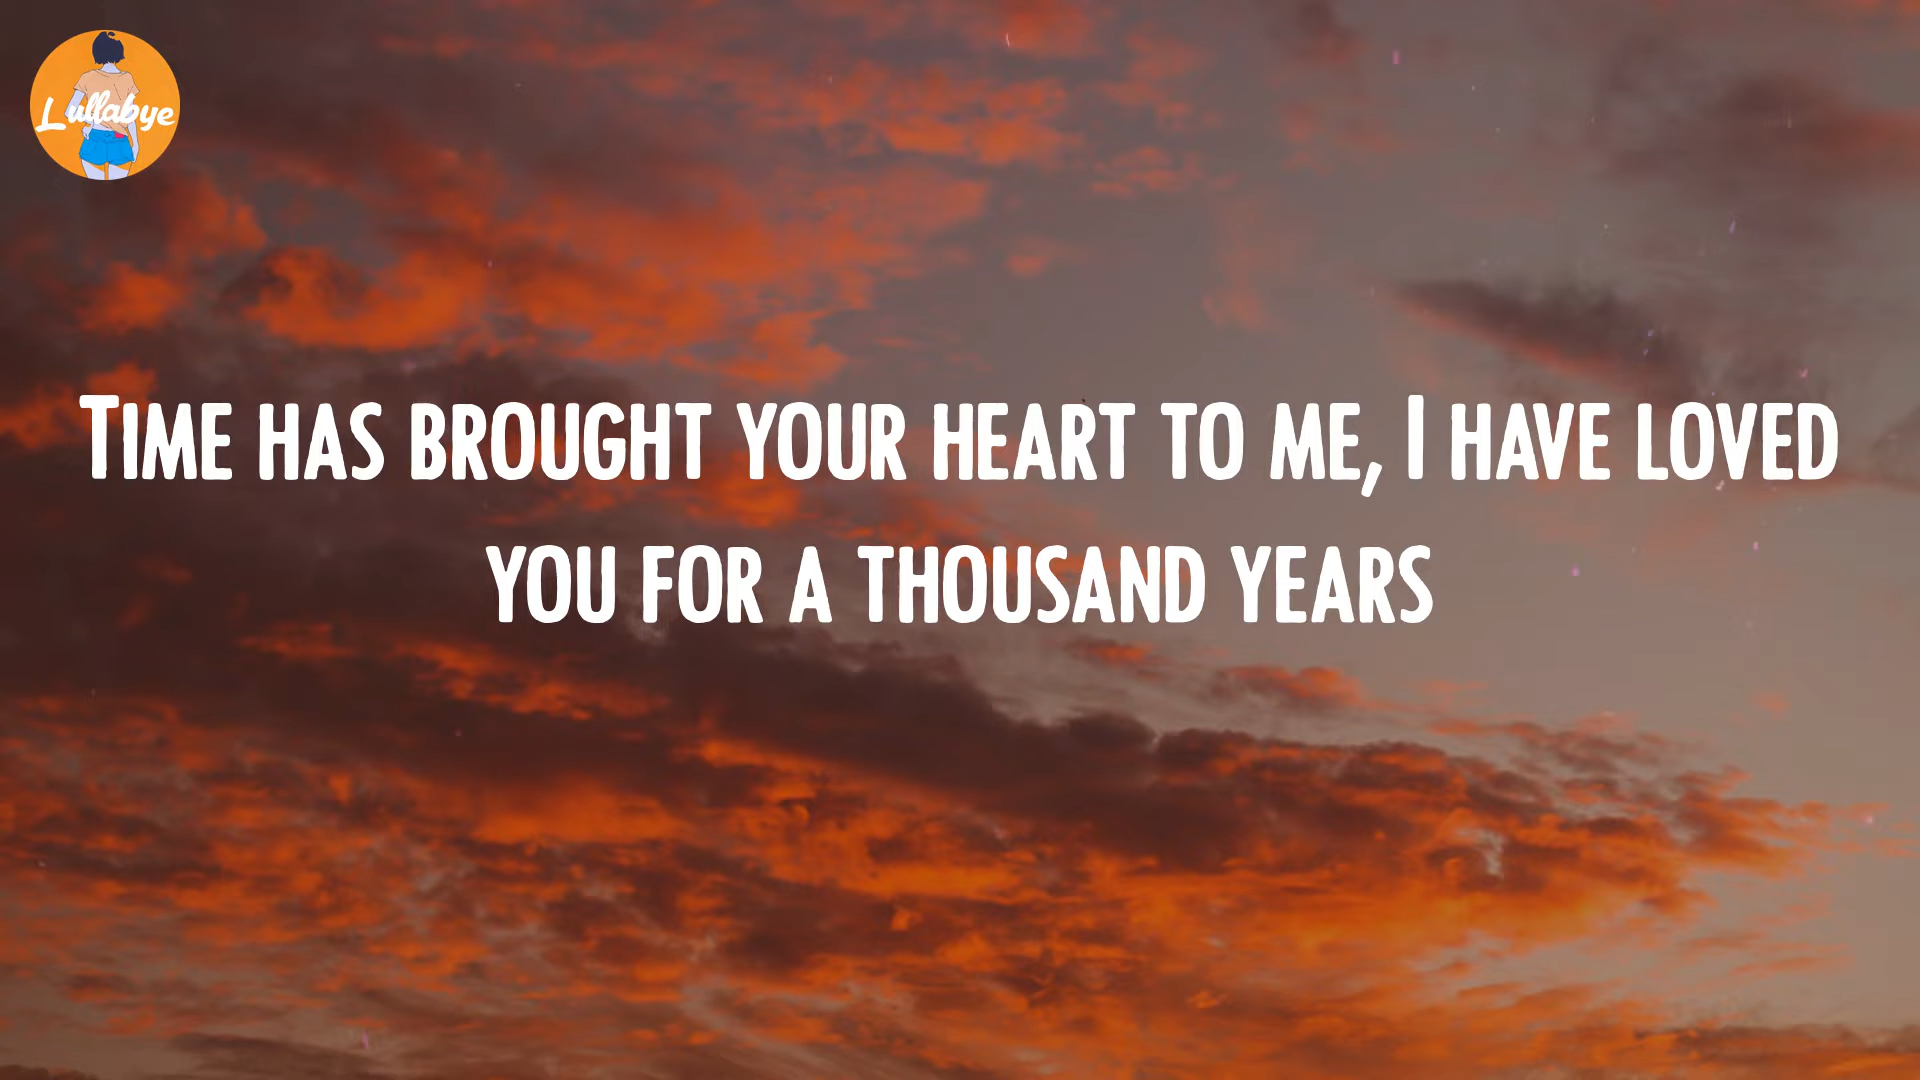 Lullabye
TIME HAS BROUGHT YOUR HEART TO ME, I HAVE LOVED
YOU FOR A THOUSAND YEARS